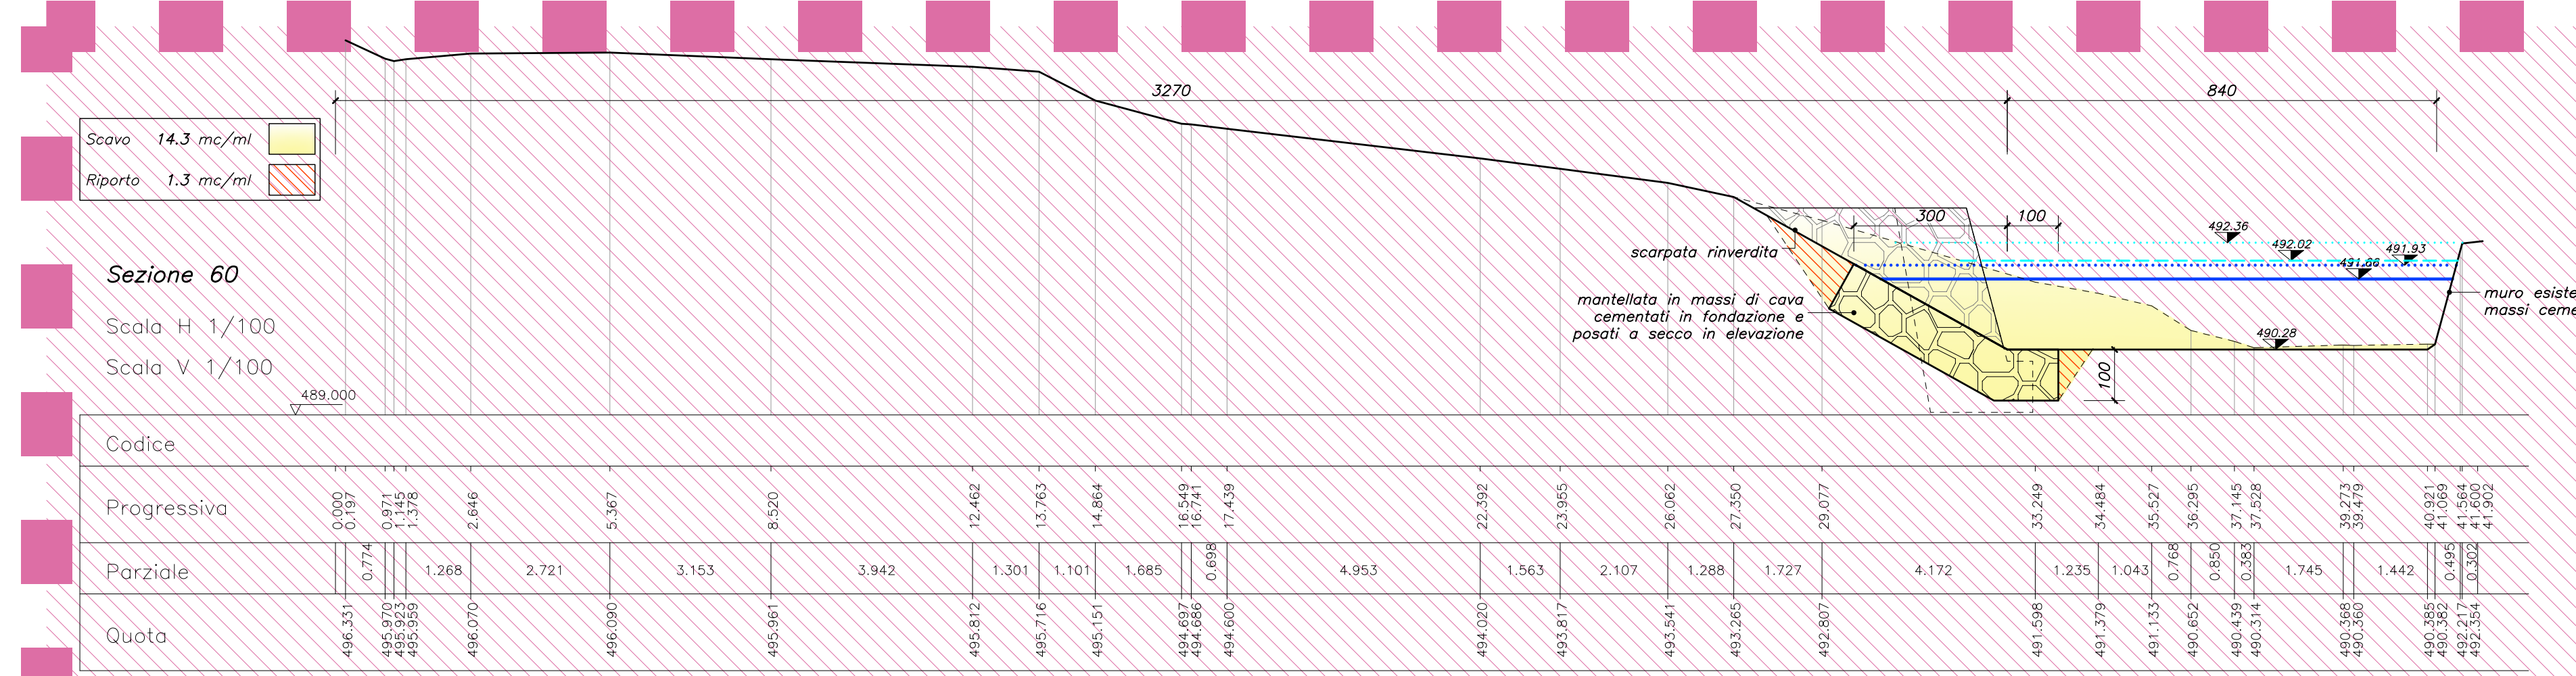 3270
840
Scavo 14.3 mc/ml
Riporto 1.3 mc/ml
300
100
492.36
492.02
491.93
491.66
scarpata rinverdita
Sezione 60
mantellata in massi di cava
cementati in fondazione e
posati a secco in elevazione
muro esiste
massi ceme
Scala H 1/100
490.28
Scala V 1/100
100
489.000
Codice
Progressiva 0.000 0.197 0.971 1.145 1.378 2.646 5.367 8.520 12.462 13.763 14.864 16.549 16.741 17.439 22.392 23.955 26.062 27.350 29.077 33.249 34.484 35.527 36.295 37.145 37.528 39.273 39.479 40.921 41.069 41.564 41.600 41.902
Parziale 0.774 1.268 2.721 3.153 3.942 1.301 1.101 1.685 0.698 4.953 1.563 2.107 1.288 1.727 4.172 1.235 1.043 0.768 0.850 0.383 1.745 1.442 0.495 0.302
Quota 496.331 495.970 495.923 495.959 496.070 496.090 495.961 495.812 495.716 495.151 494.697 494.686 494.600 494.020 493.817 493.541 493.265 492.807 491.598 491.379 491.133 490.652 490.439 490.314 490.368 490.360 490.385 490.382 492.217 492.354